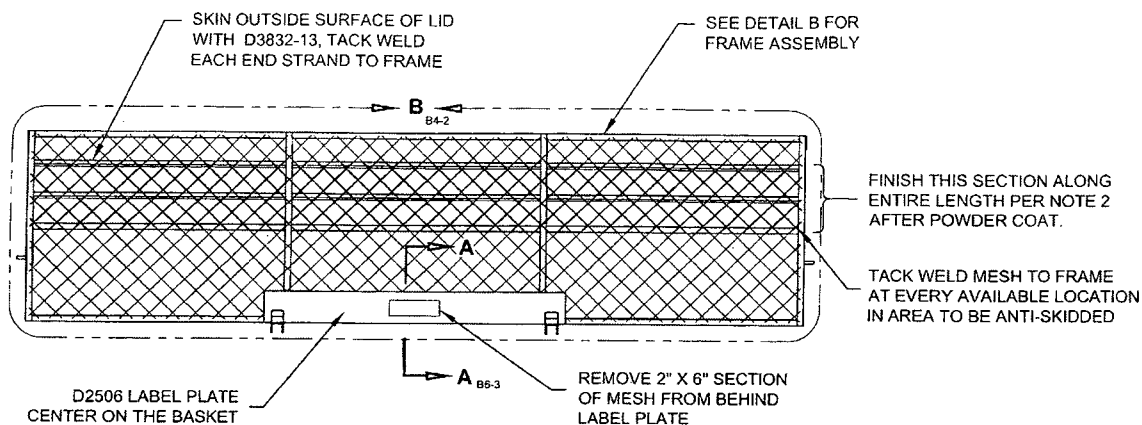 SKIN OUTSIDE SURFACE OF LID
WITH D3832-13, TACK WELD
EACH END STRAND TO FRAME
SEE DETAIL B FOR
FRAME ASSEMBLY
B
B4-2
FINISH THIS SECTION ALONG
ENTIRE LENGTH PER NOTE 2
AFTER POWDER COAT.
A
TACK WELD MESH TO FRAME
AT EVERY AVAILABLE LOCATION
IN AREA TO BE ANTI-SKIDDED
A B6-3
D2506 LABEL PLATE
CENTER ON THE BASKET
REMOVE 2" X 6" SECTION
OF MESH FROM BEHIND
LABEL PLATE